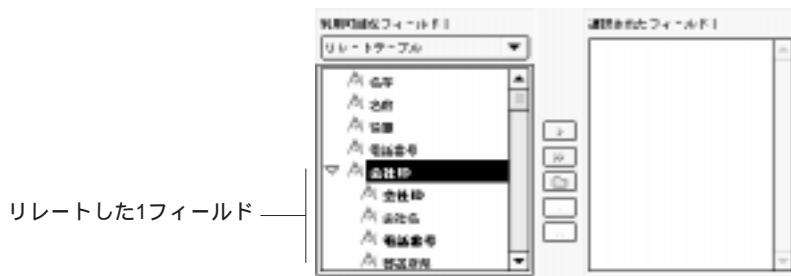 利用可能なフィールド:
選択されたフィールド:
リレートテーブル
名字
名前
役職
電話番号
会社ID
会社ID
会社名
電話番号
リレートした1フィールド